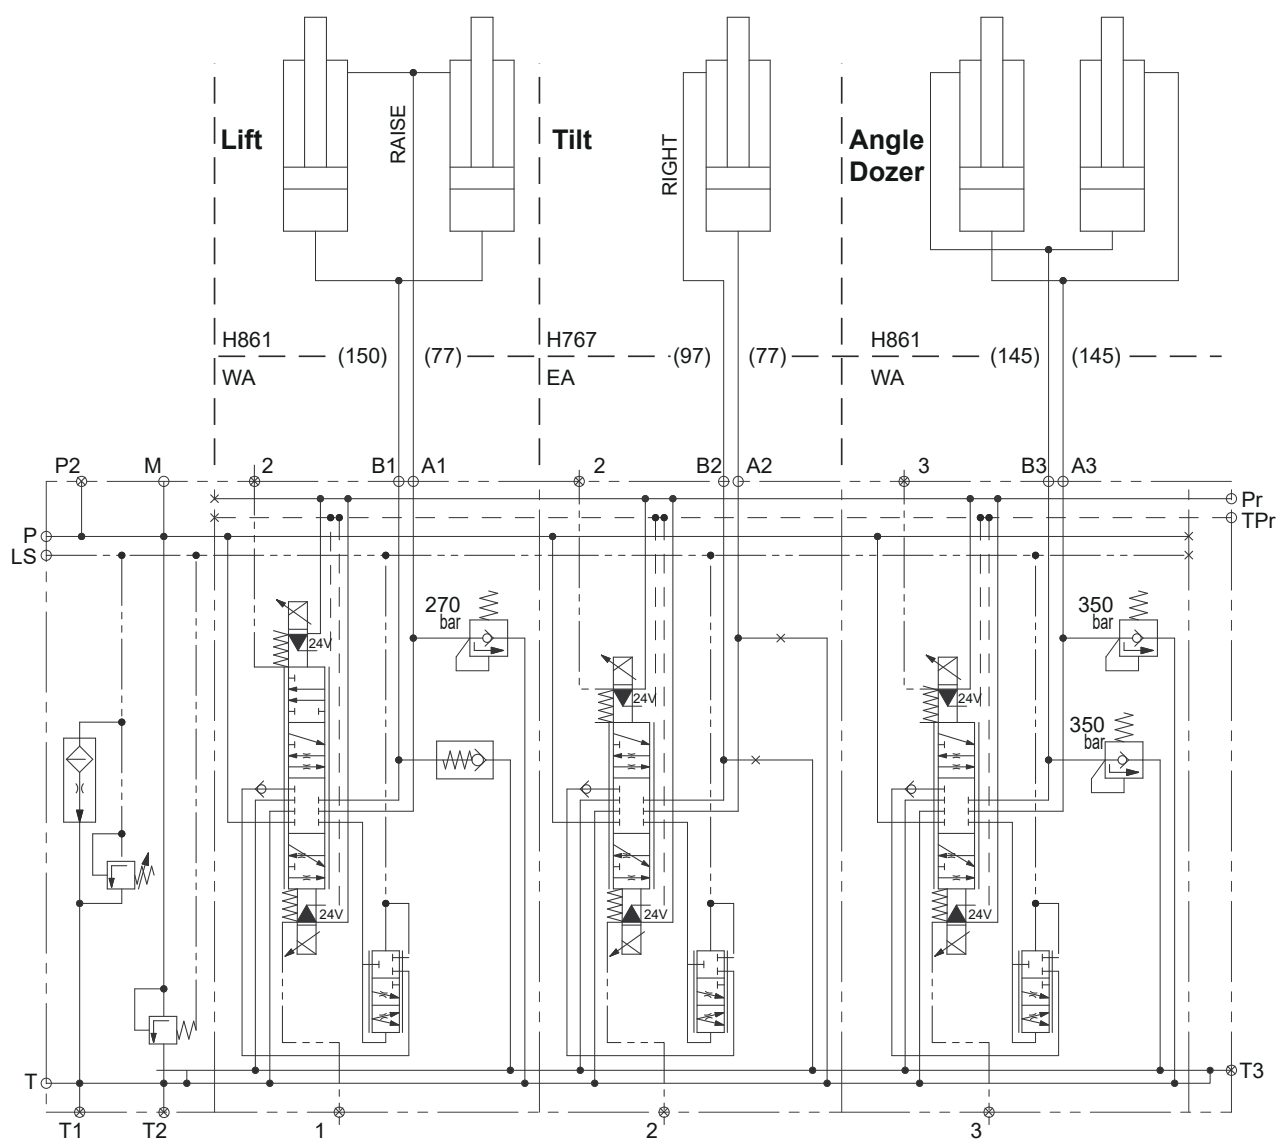 Lift
RAISE
Tilt
RIGHT
Angle
Dozer
H861
(150)
(77)
H767
(97)
(77)
H861
(145)
(145)
WA
EA
WA
P2
M
2
B1
A1
2
B2
A2
3
B3
A3
Pr
TPr
P
LS
270
bar
350
bar
24V
24V
24V
350
bar
24V
24V
24V
T
T3
T1
T2
1
2
3